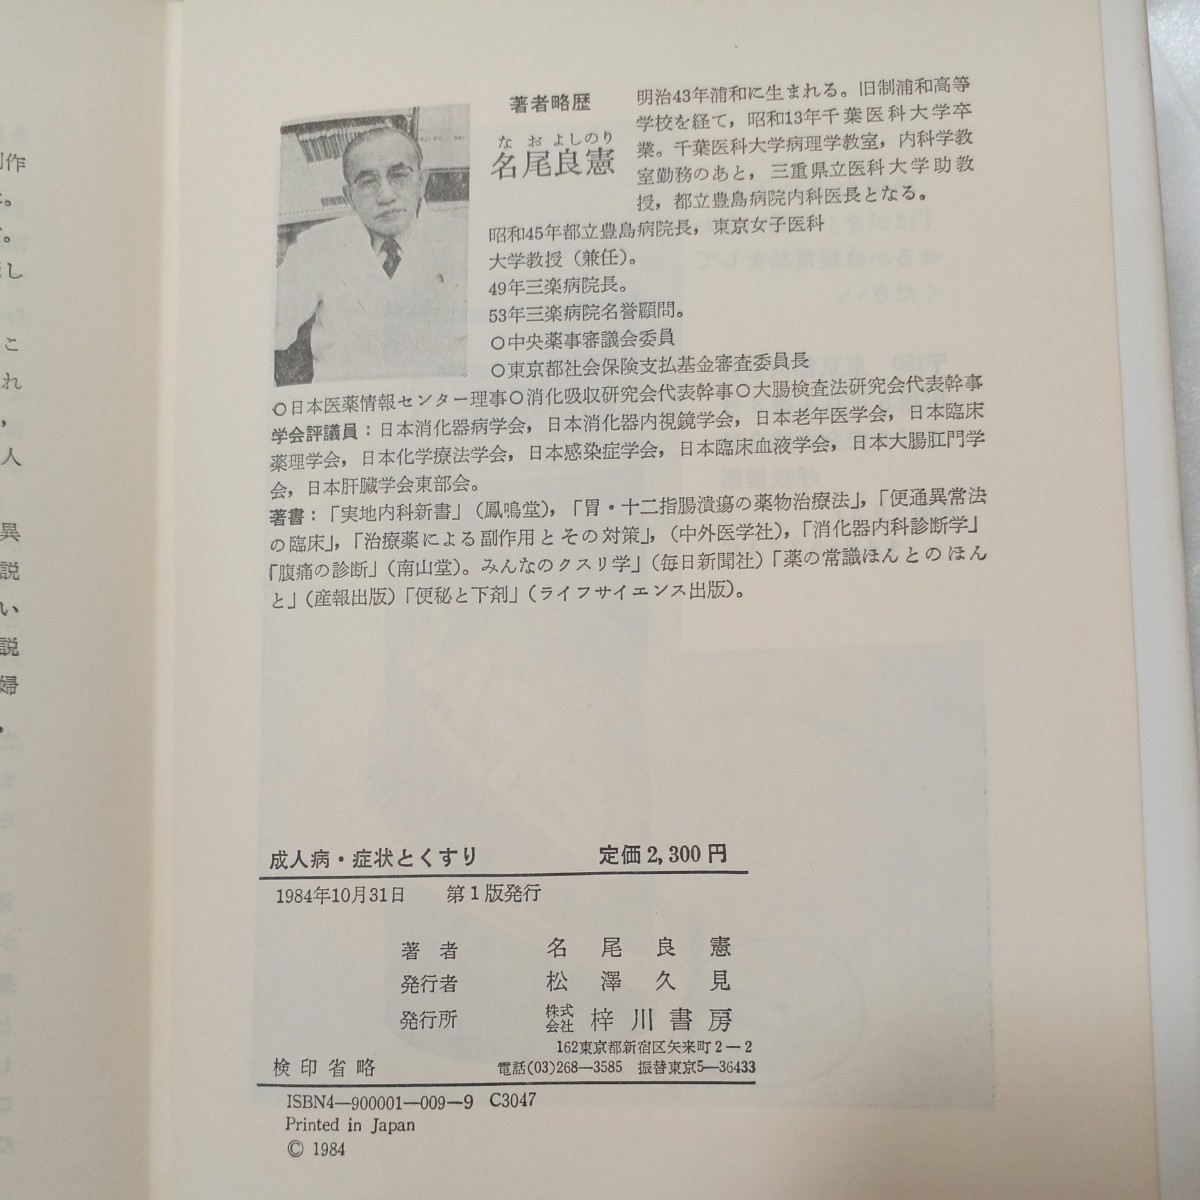 著者略歴
な お よしのり
名尾良憲
明治43年浦和に生まれる。旧制浦和高等
学校を経て，昭和13年千葉医科大学卒
業。千葉医科大学病理学教室，内科学教
室勤務のあと，三重県立医科大学助教
授，都立豊島病院内科医長となる。
昭和45年都立豊島病院長，東京女子医科
大学教授（兼任）。
49年三楽病院長。
53年三楽病院名誉顧問。
○中央薬事審議会委員
○東京都社会保険支払基金審査委員長
○日本医薬情報センター理事○消化吸収研究会代表幹事○大腸検査法研究会代表幹事
学会評議員：日本消化器病学会，日本消化器内視鏡学会，日本老年医学会，日本臨床
薬理学会，日本化学療法学会，日本感染症学会，日本臨床血液学会，日本大腸肛門学
会，日本肝臓学会東部会。
著書：「実地内科新書」（鳳鳴堂），「胃・十二指腸潰瘍の薬物治療法」，「便通異常法
の臨床」，「治療薬による副作用とその対策」，（中外医学社），「消化器内科診断学」
「腹痛の診断」（南山堂）。みんなのクスリ学」（毎日新聞社）「薬の常識ほんとのほん
と」（産報出版）「便秘と下剤」（ライフサイエンス出版）。
成人病・症状とくすり 定価2,300円
1984年10月31日 第1版発行
著者 名尾良憲
発行者 松澤久見
発行所 株式会社 梓川書房
162東京都新宿区矢来町2－2
電話(03)268―3585 振替東京5―36433
検印省略
ISBN4―900001―009―9 C3047
Printed in Japan
© 1984
作
。
。
し
こ
れ
，
人
異
説
い
説
婦
・